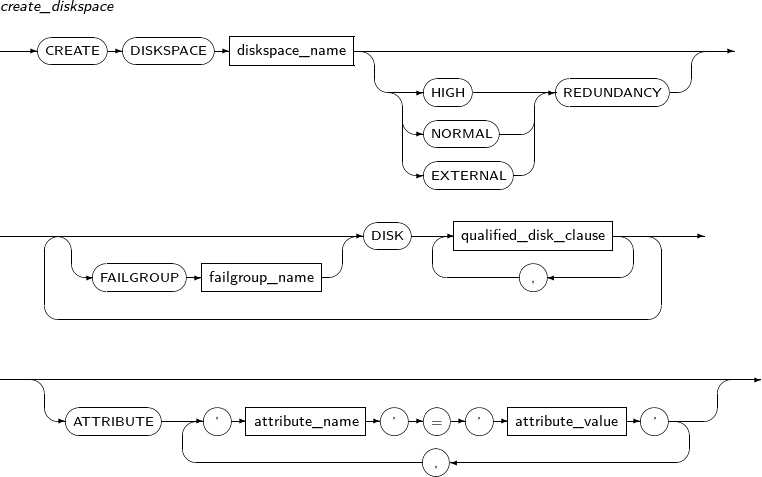 create_diskspace
CREATE DISKSPACE diskspace_name
HIGH REDUNDANCY
NORMAL
EXTERNAL
DISK qualified_disk_clause
FAILGROUP failgroup_name ,
ATTRIBUTE ' attribute_name ' = ' attribute_value '
,